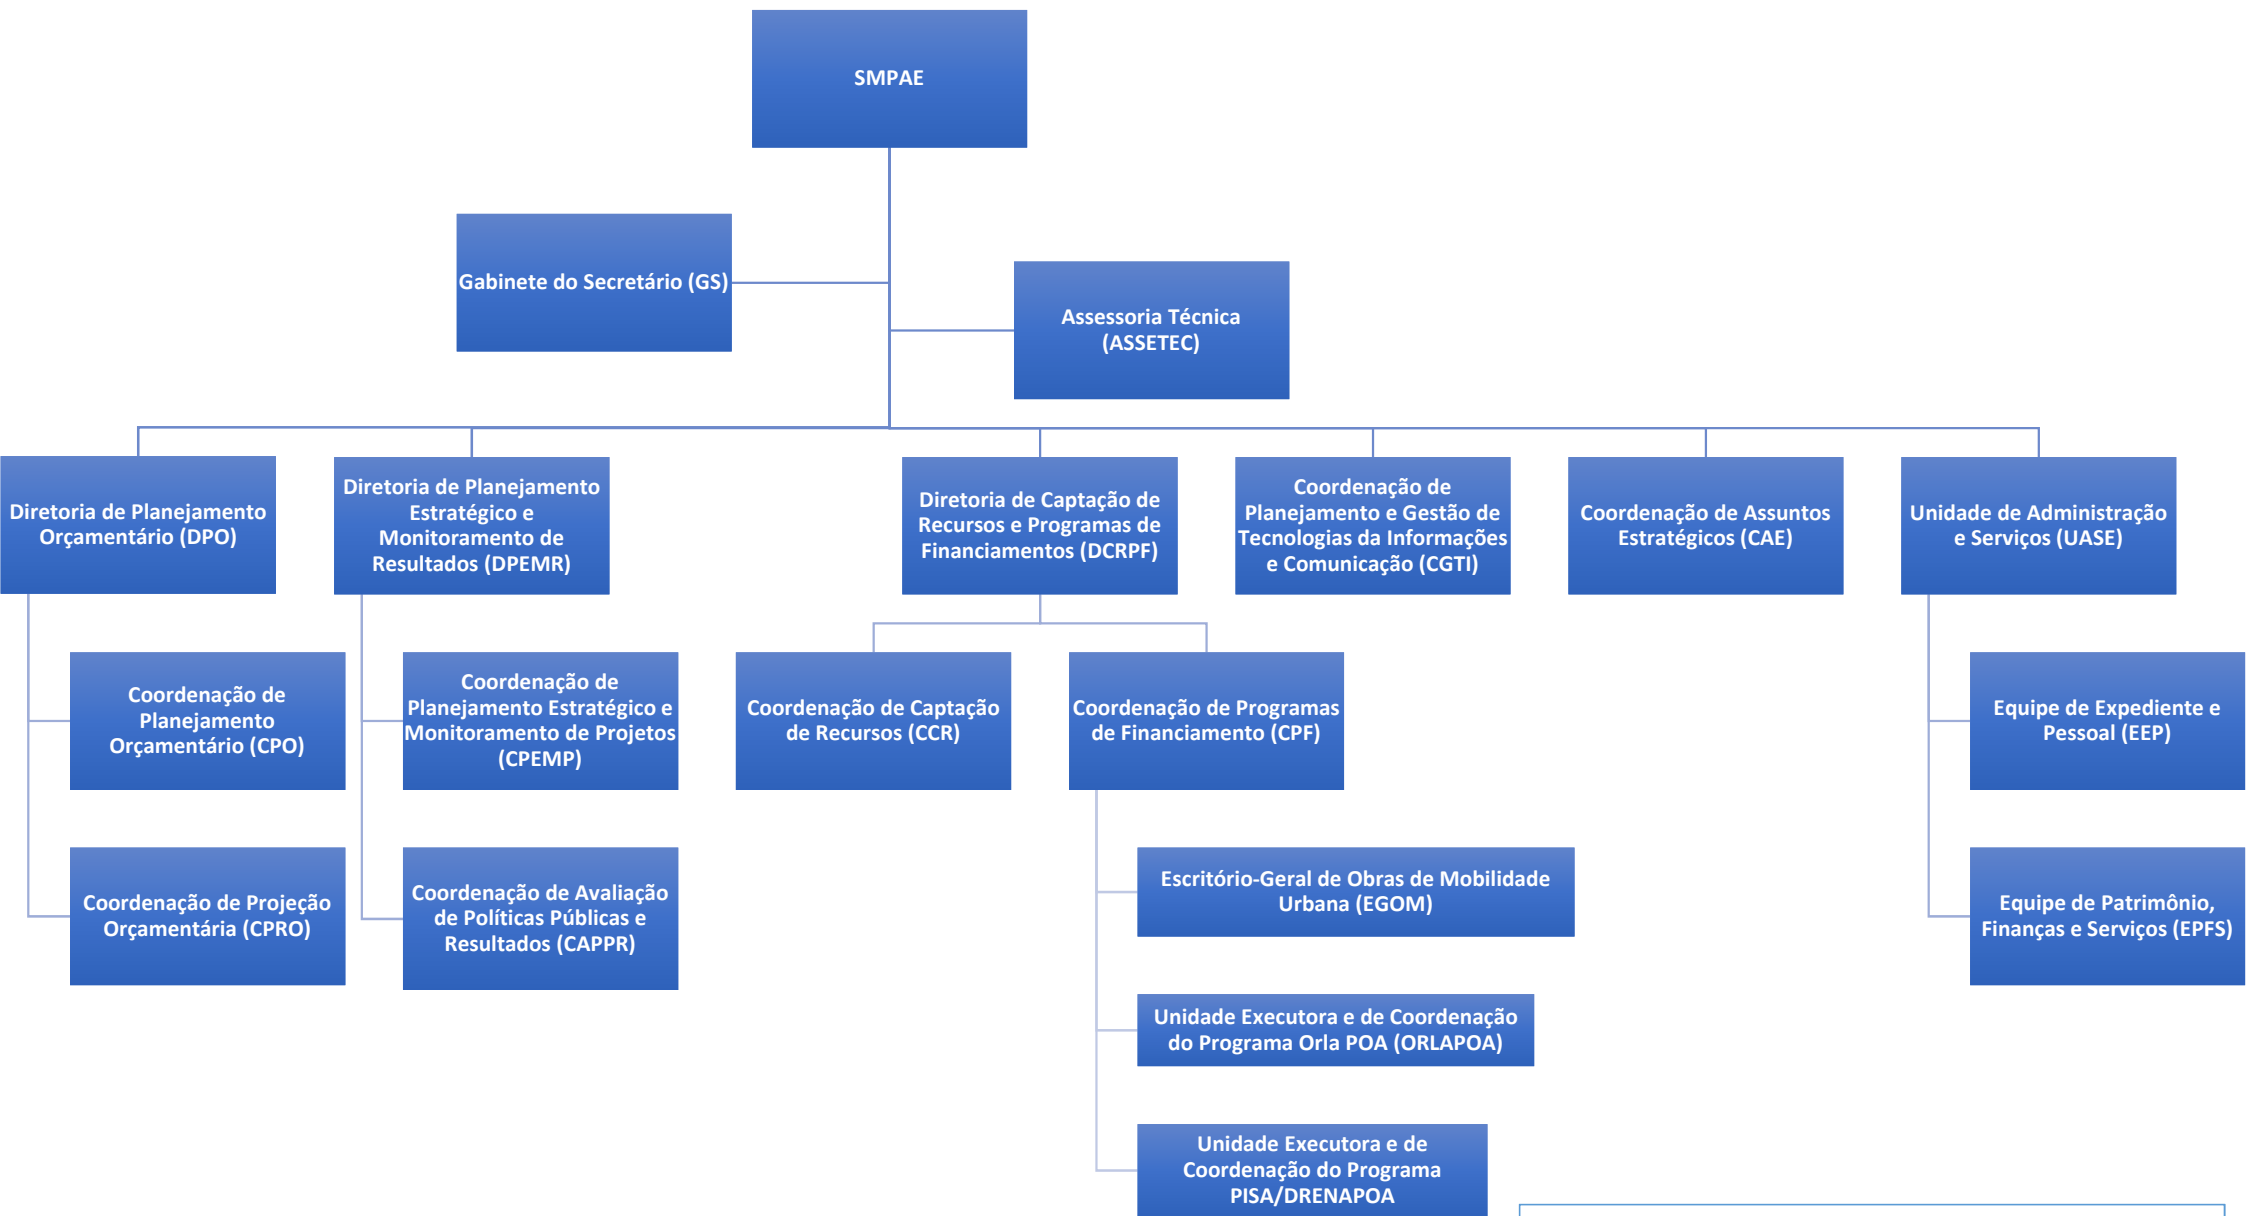 SMPAE
Gabinete do Secretário (GS)
Assessoria Técnica
(ASSETEC)
Diretoria de Planejamento
Orçamentário (DPO)
Diretoria de Planejamento
Estratégico e
Monitoramento de
Resultados (DPEMR)
Diretoria de Captação de
Recursos e Programas de
Financiamentos (DCRPF)
Coordenação de
Planejamento e Gestão de
Tecnologias da Informações
e Comunicação (CGTI)
Coordenação de Assuntos
Estratégicos (CAE)
Unidade de Administração
e Serviços (UASE)
Coordenação de
Planejamento
Orçamentário (CPO)
Coordenação de
Planejamento Estratégico e
Monitoramento de Projetos
(CPEMP)
Coordenação de Captação
de Recursos (CCR)
Coordenação de Programas
de Financiamento (CPF)
Equipe de Expediente e
Pessoal (EEP)
Coordenação de Projeção
Orçamentária (CPRO)
Coordenação de Avaliação
de Políticas Públicas e
Resultados (CAPPR)
Escritório-Geral de Obras de Mobilidade
Urbana (EGOM)
Equipe de Patrimônio,
Finanças e Serviços (EPFS)
Unidade Executora e de Coordenação
do Programa Orla POA (ORLAPOA)
Unidade Executora e de
Coordenação do Programa
PISA/DRENAPOA